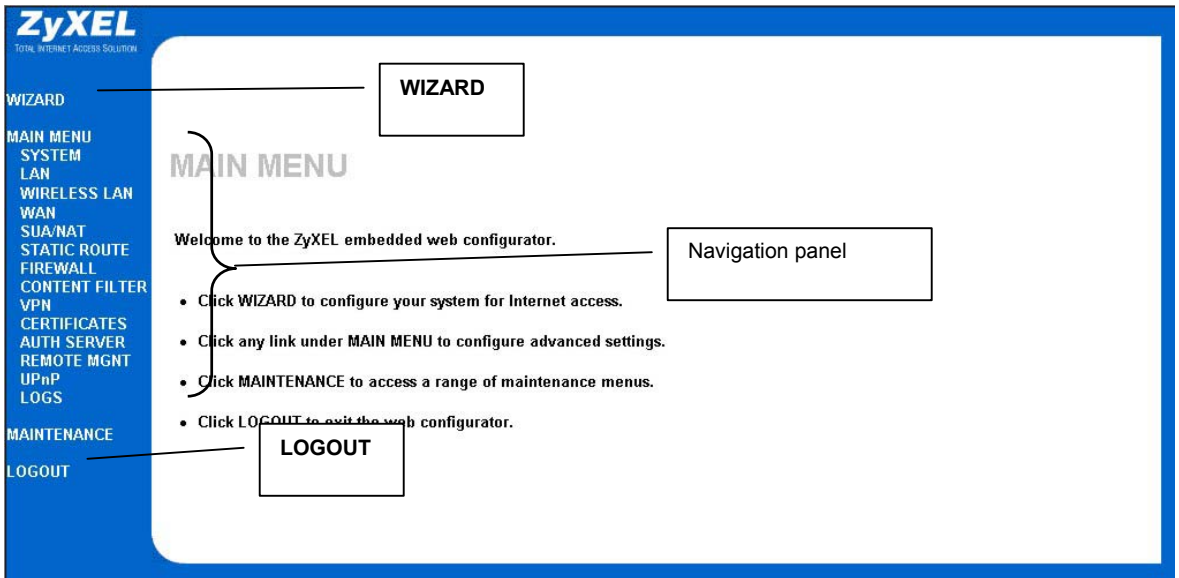 ZyXEL
TOTAL INTERNET ACCESS SOLUTION
WIZARD
MAIN MENU
SYSTEM
LAN
WIRELESS LAN
WAN
SUA/NAT
STATIC ROUTE
FIREWALL
CONTENT FILTER
VPN
CERTIFICATES
AUTH SERVER
REMOTE MGNT
UPnP
LOGS
MAINTENANCE
LOGOUT
WIZARD
MAIN MENU
Welcome to the ZyXEL embedded web configurator.
Navigation panel
• Click WIZARD to configure your system for Internet access.
• Click any link under MAIN MENU to configure advanced settings.
• Click MAINTENANCE to access a range of maintenance menus.
• Click LOGOUT to exit the web configurator.
LOGOUT